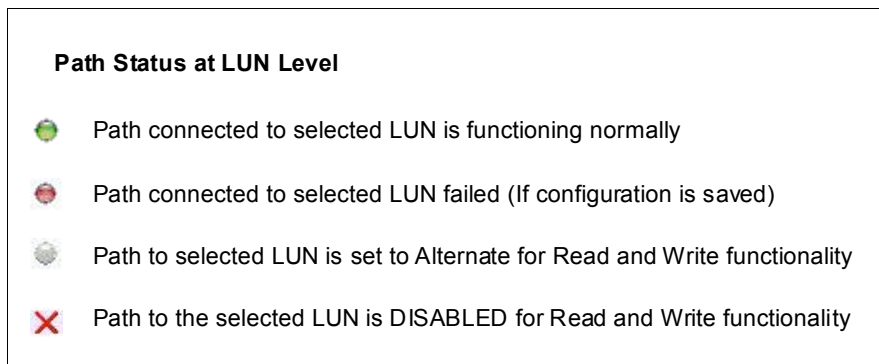 Path Status at LUN Level
Path connected to selected LUN is functioning normally
Path connected to selected LUN failed (If configuration is saved)
Path to selected LUN is set to Alternate for Read and Write functionality
Path to the selected LUN is DISABLED for Read and Write functionality